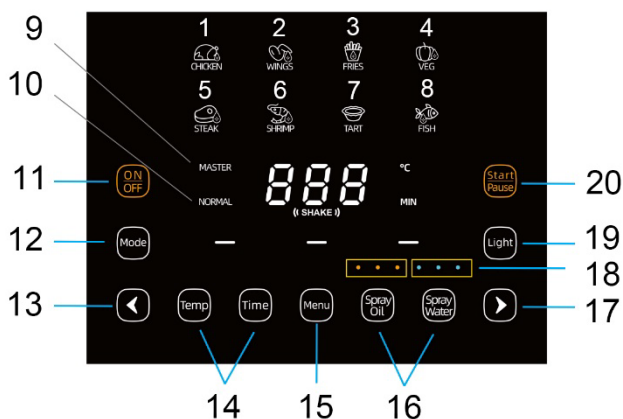 1 2 3 4
CHICKEN WINGS FRIES VEG
5 6 7 8
STEAK SHRIMP TART FISH
9
10
MASTER 888 °C
NORMAL MIN
(( SHAKE ))
11 ON OFF
Start Pause 20
12 Mode
Light 19
18
13 Temp Time Menu Spray Oil Spray Water 17
14 15 16